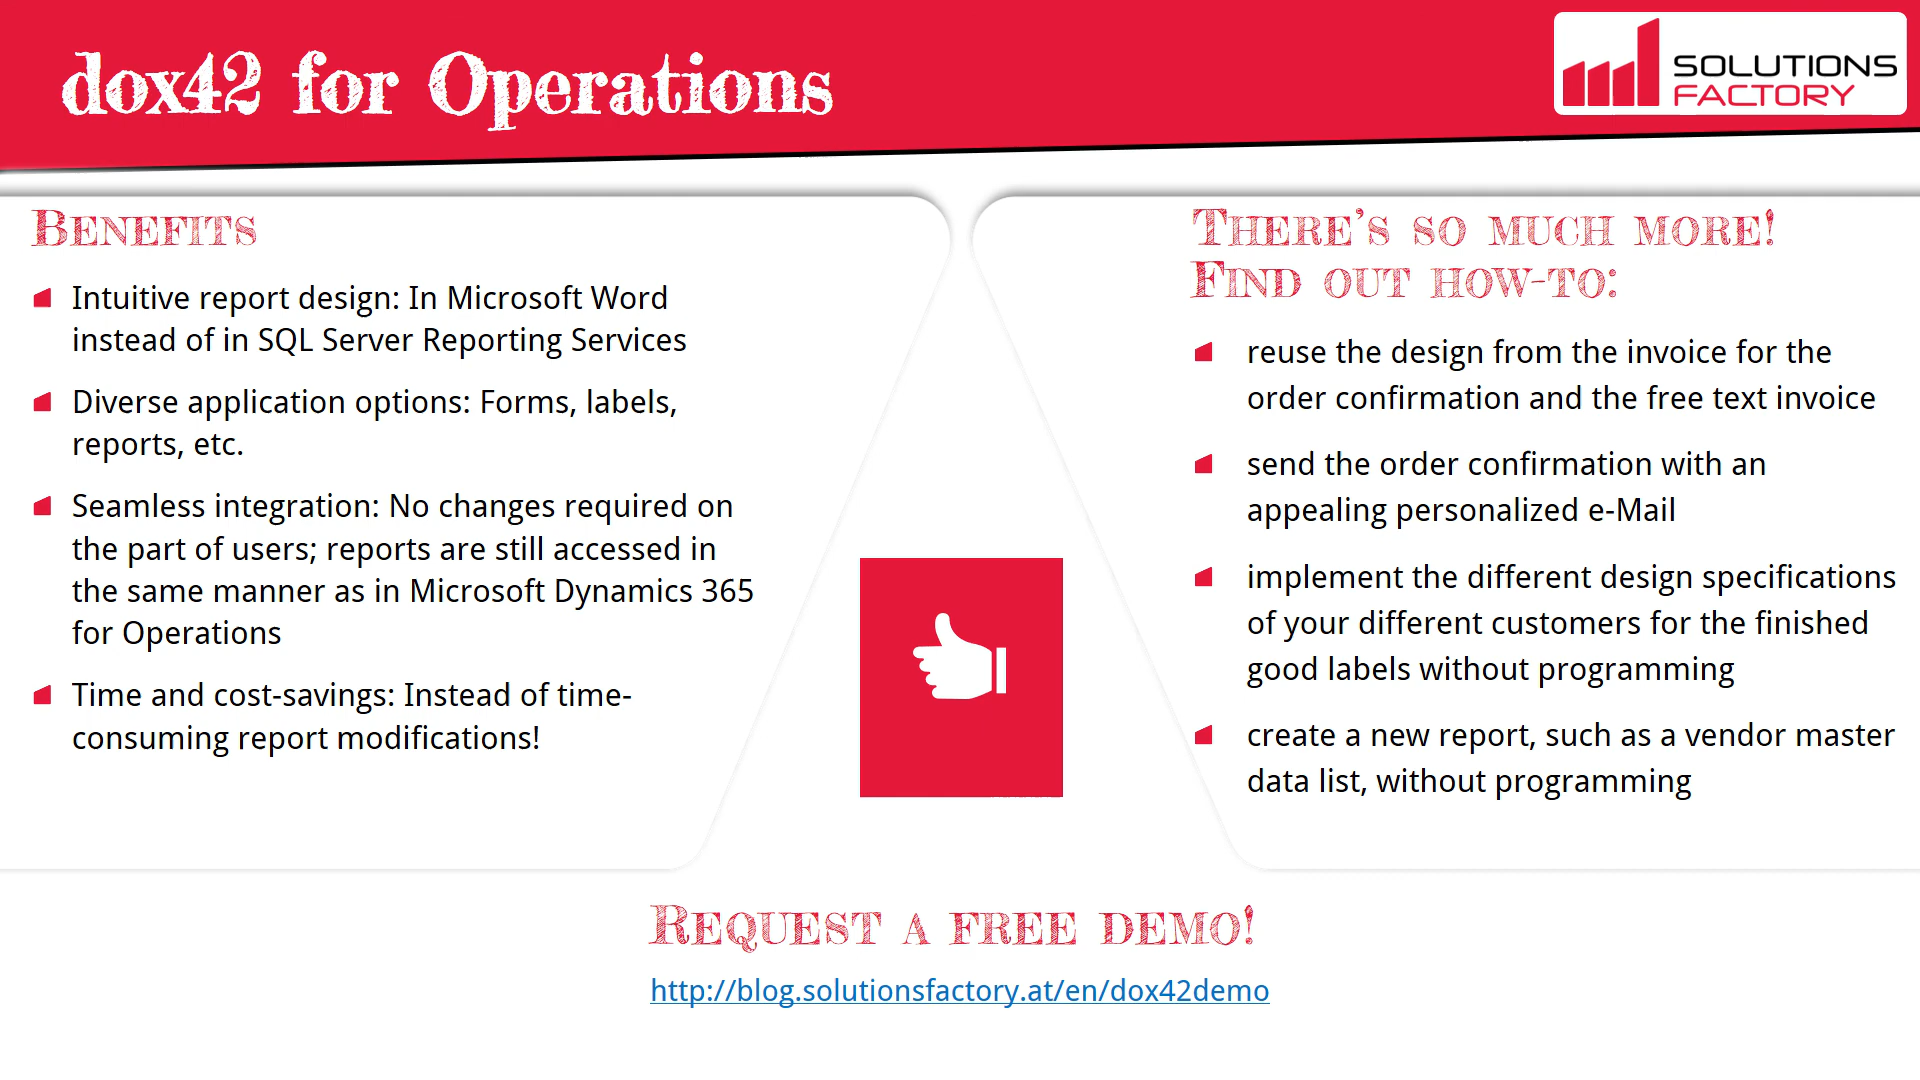 dox42 for Operations
SOLUTIONS
FACTORY
Benefits
Intuitive report design: In Microsoft Word
instead of in SQL Server Reporting Services
Diverse application options: Forms, labels,
reports, etc.
Seamless integration: No changes required on
the part of users; reports are still accessed in
the same manner as in Microsoft Dynamics 365
for Operations
Time and cost-savings: Instead of time-
consuming report modifications!
There's so much more!
Find out how-to:
reuse the design from the invoice for the
order confirmation and the free text invoice
send the order confirmation with an
appealing personalized e-Mail
implement the different design specifications
of your different customers for the finished
good labels without programming
create a new report, such as a vendor master
data list, without programming
Request a free demo!
http://blog.solutionsfactory.at/en/dox42demo